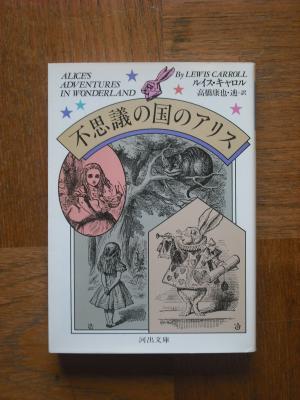 ALICE'S
ADVENTURES
IN WONDERLAND
By LEWIS CARROLL
ルイス・キャロル
高橋康也・迪=訳
不思議の国のアリス
河出文庫